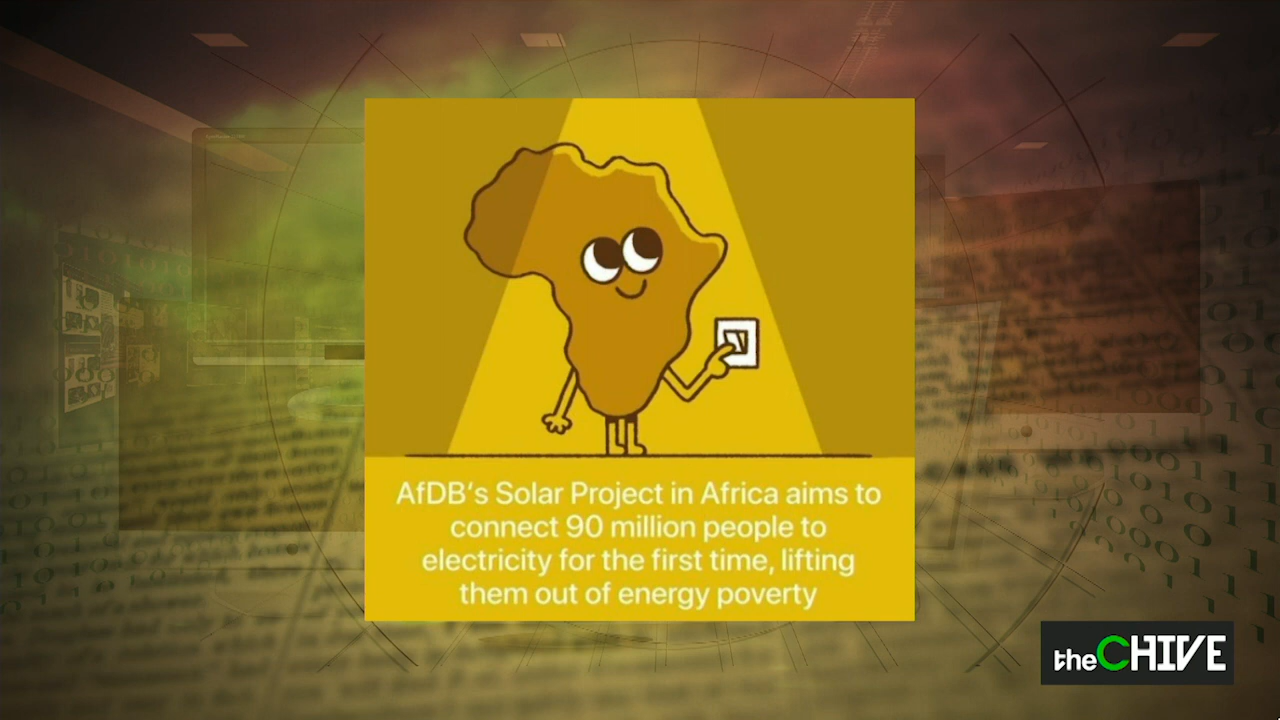 AfDB‘s Solar Project in Africa aims to
connect 90 million people to
electricity for the first time, lifting
them out of energy poverty
theCHIVE